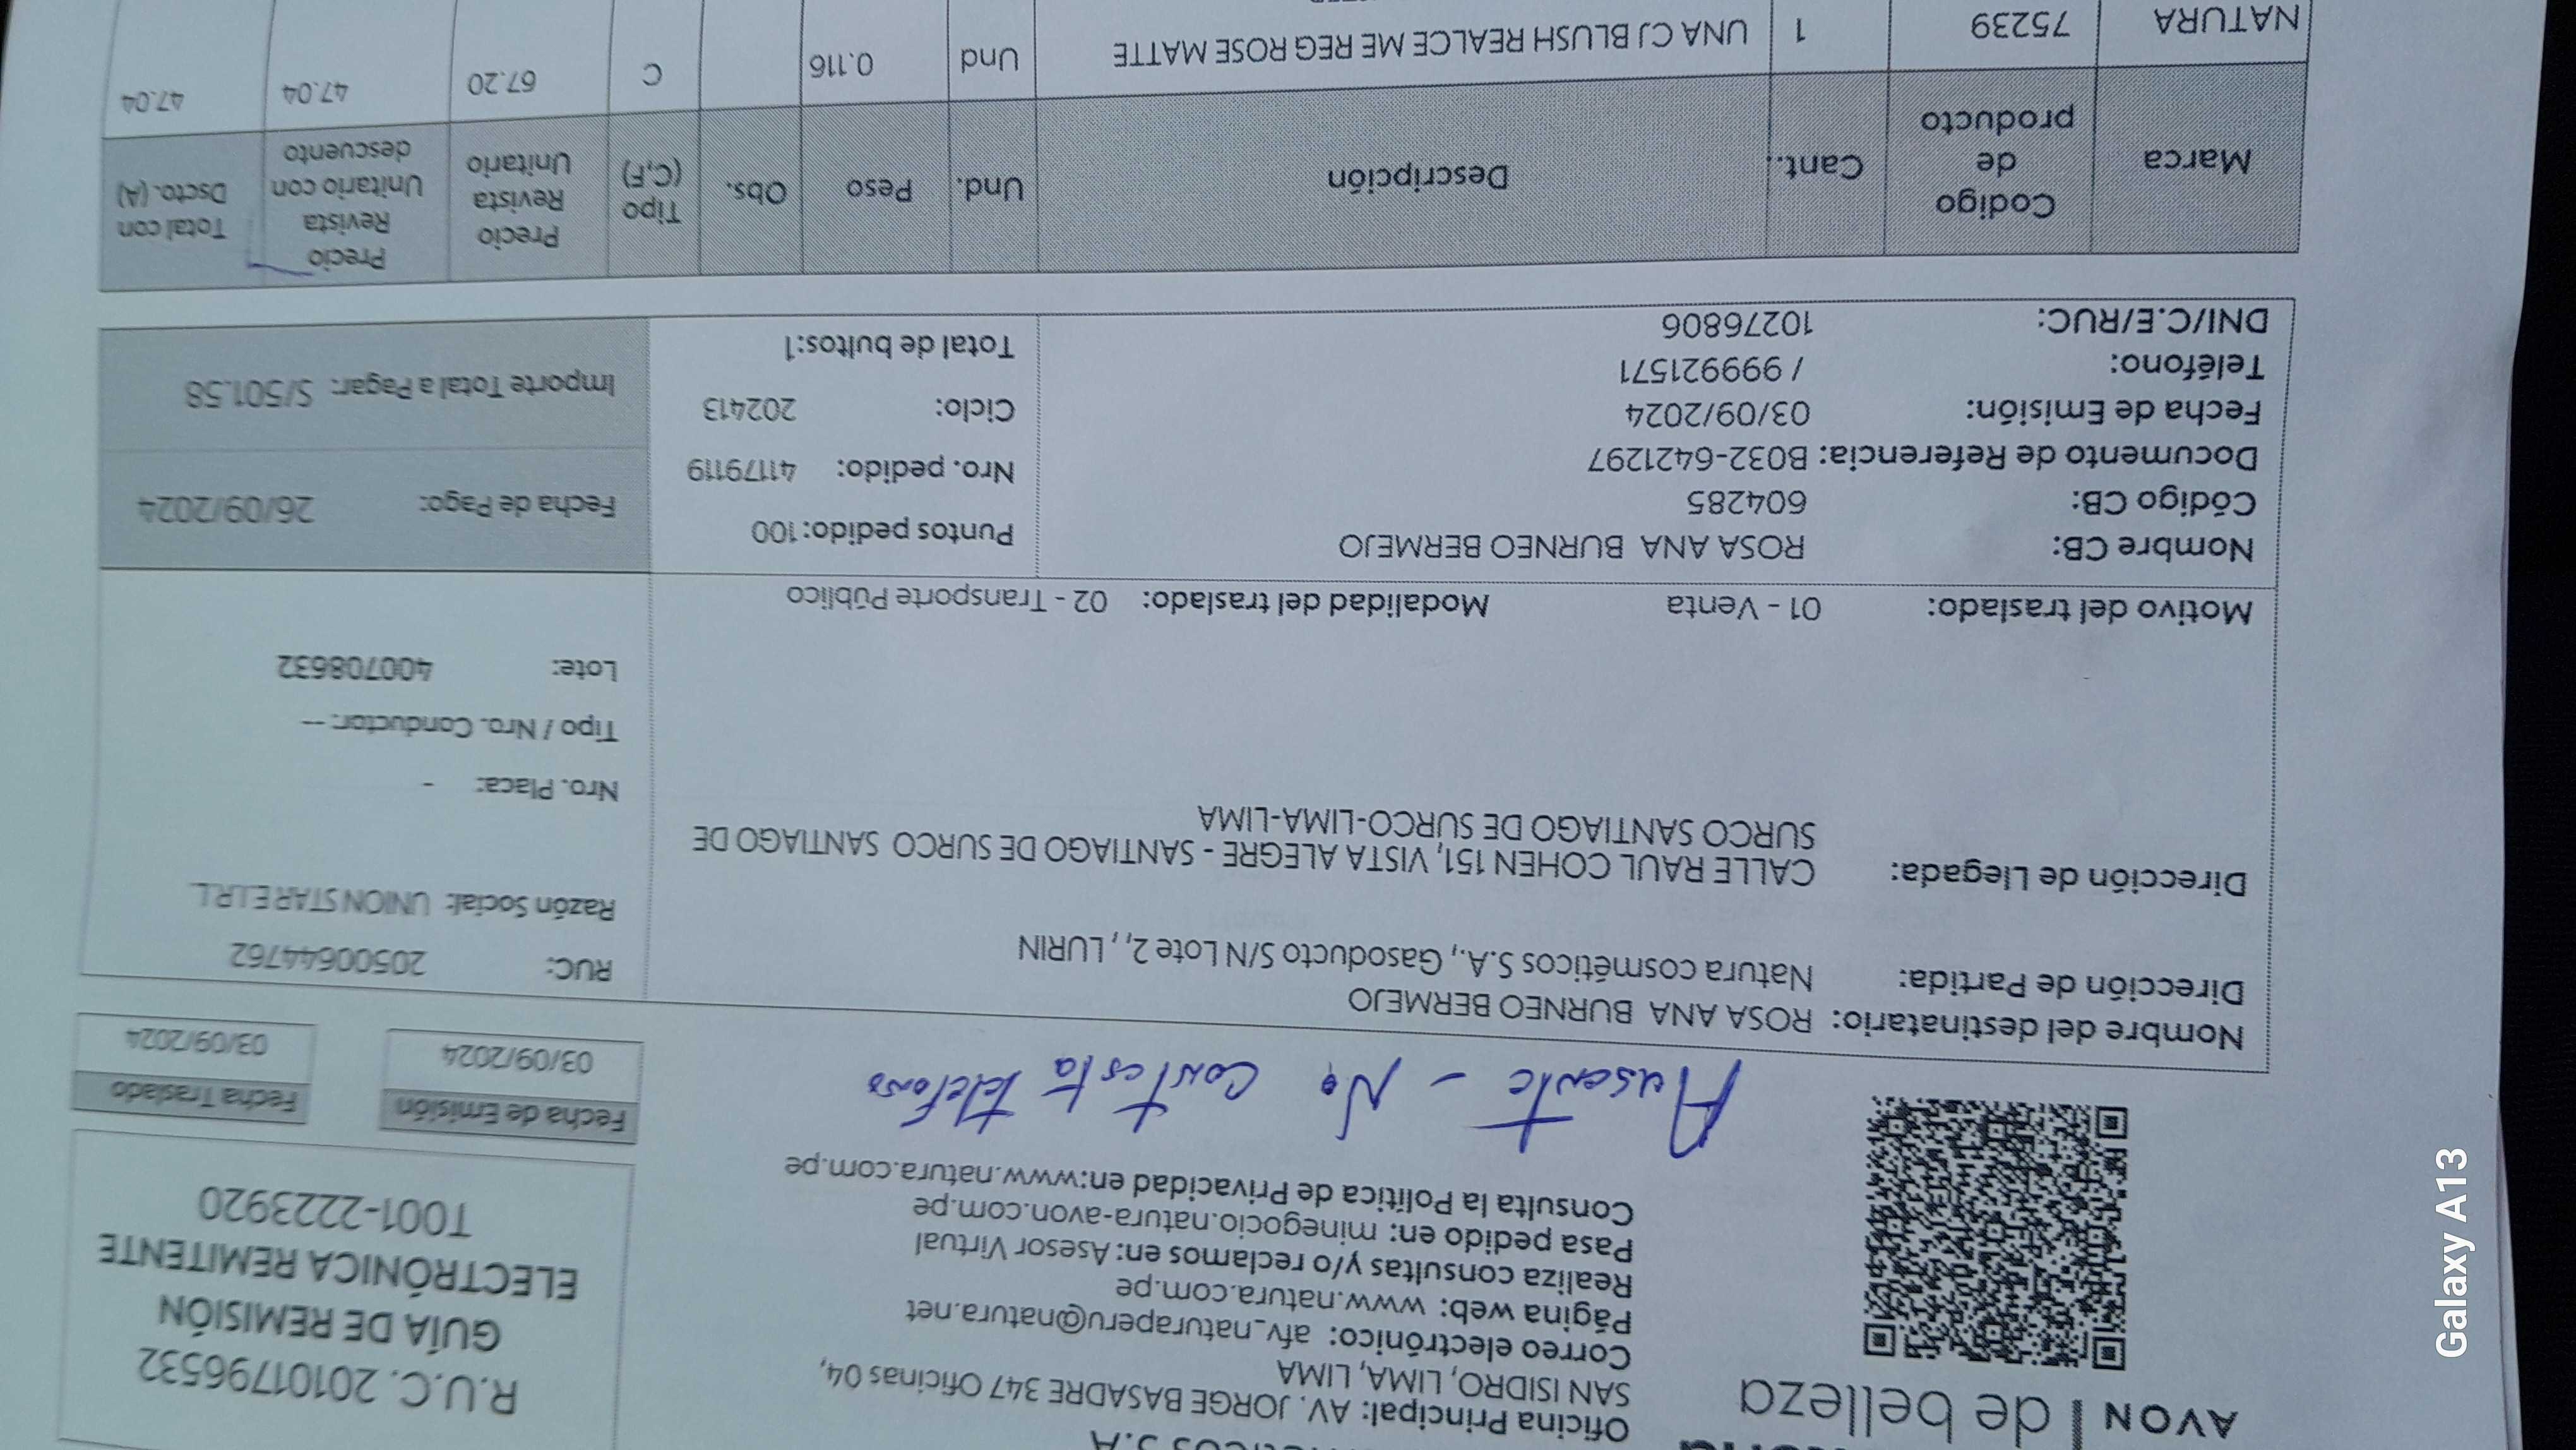 AVON | de belleza
Oficina Principal: AV. JORGE BASADRE 347 Oficinas 04,
SAN ISIDRO, LIMA, LIMA
Correo electrónico: afv_naturaperu@natura.net
Página web: www.natura.com.pe
Realiza consultas y/o reclamos en: Asesor Virtual
Pasa pedido en: minegocio.natura-avon.com.pe
Consulta la Política de Privacidad en: www.natura.com.pe
Ausente - No contesta telefono
R.U.C. 20101796532
GUÍA DE REMISIÓN
ELECTRÓNICA REMITENTE
T001-2223920
Fecha de Emisión
03/09/2024
Fecha Traslado
03/09/2024
Nombre del destinatario: ROSA ANA BURNEO BERMEJO
Dirección de Partida: Natura cosméticos S.A., Gasoducto S/N Lote 2, , LURIN
Dirección de Llegada: CALLE RAUL COHEN 151, VISTA ALEGRE - SANTIAGO DE SURCO SANTIAGO DE
SURCO SANTIAGO DE SURCO-LIMA-LIMA
RUC: 20500644762
Razón Social: UNION STAR E.I.R.L.
Nro. Placa: -
Tipo / Nro. Conductor: --
Lote: 400708632
Motivo del traslado: 01 - Venta Modalidad del traslado: 02 - Transporte Público
Nombre CB: ROSA ANA BURNEO BERMEJO
Código CB: 604285
Documento de Referencia: B032-6421297
Fecha de Emisión: 03/09/2024
Teléfono: / 999921571
DNI/C.E/RUC: 10276806
Puntos pedido: 100
Nro. pedido: 41179119
Ciclo: 202413
Total de bultos: 1
Fecha de Pago: 26/09/2024
Importe Total a Pagar: S/501.58
Marca
Codigo
de
producto
Cant.
Descripción
Und.
Peso
Obs.
Tipo
(C,F)
Precio
Revista
Unitario
Precio
Revista
Unitario con
descuento
Total con
Dscto. (A)
NATURA 75239 1 UNA CJ BLUSH REALCE ME REG ROSE MATTE Und 0.116 C 67.20 47.04 47.04
Galaxy A13